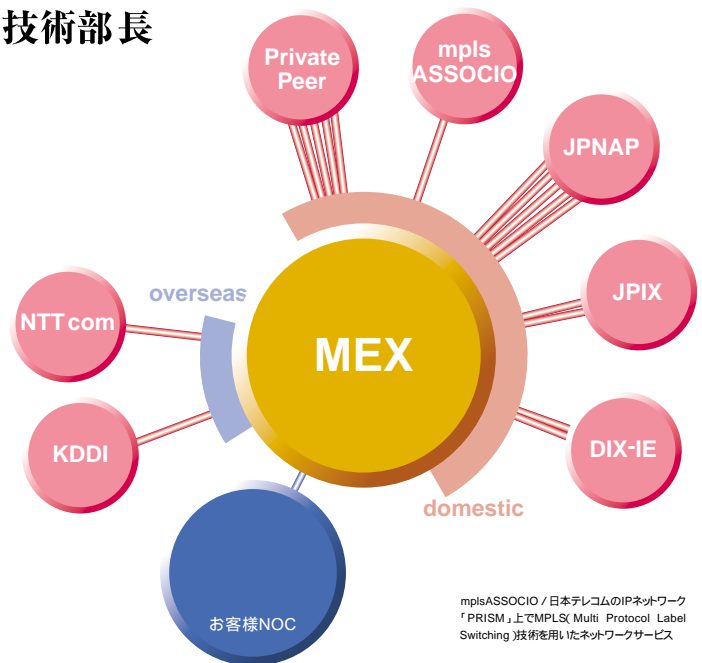 技術部長
Private
Peer
mpls
ASSOCIO
JPNAP
overseas
JPIX
NTT com
MEX
KDDI
DIX-IE
domestic
お客様NOC
mplsASSOCIO / 日本テレコムのIPネットワーク
「PRISM」上でMPLS( Multi Protocol Label
Switching )技術を用いたネットワークサービス